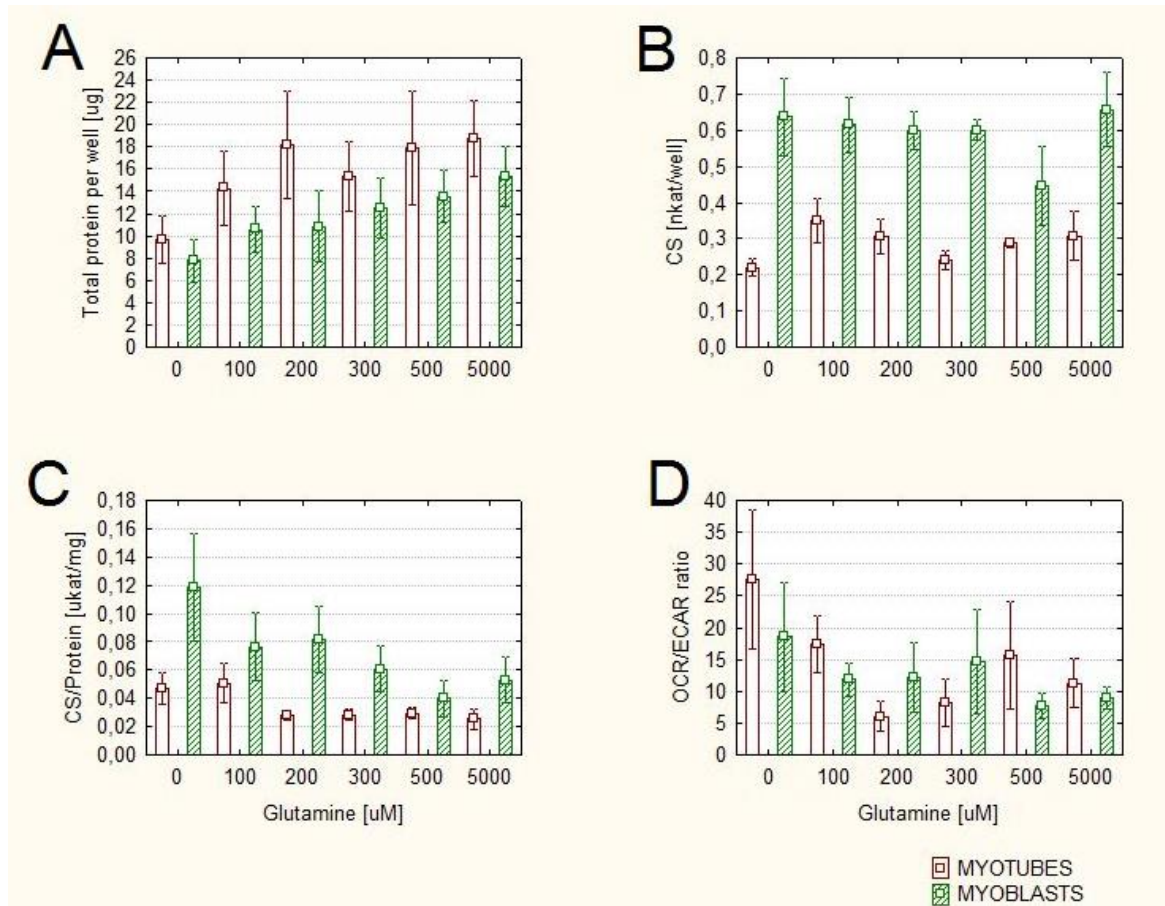 A
Total protein per well [ug]
26
24
22
20
18
16
14
12
10
8
6
4
2
0
0 100 200 300 500 5000
B
CS [nkat/well]
0,8
0,7
0,6
0,5
0,4
0,3
0,2
0,1
0,0
0 100 200 300 500 5000
C
CS/Protein [ukat/mg]
0,18
0,16
0,14
0,12
0,10
0,08
0,06
0,04
0,02
0,00
0 100 200 300 500 5000
Glutamine [uM]
D
OCR/ECAR ratio
40
35
30
25
20
15
10
5
0
0 100 200 300 500 5000
Glutamine [uM]
MYOTUBES
MYOBLASTS